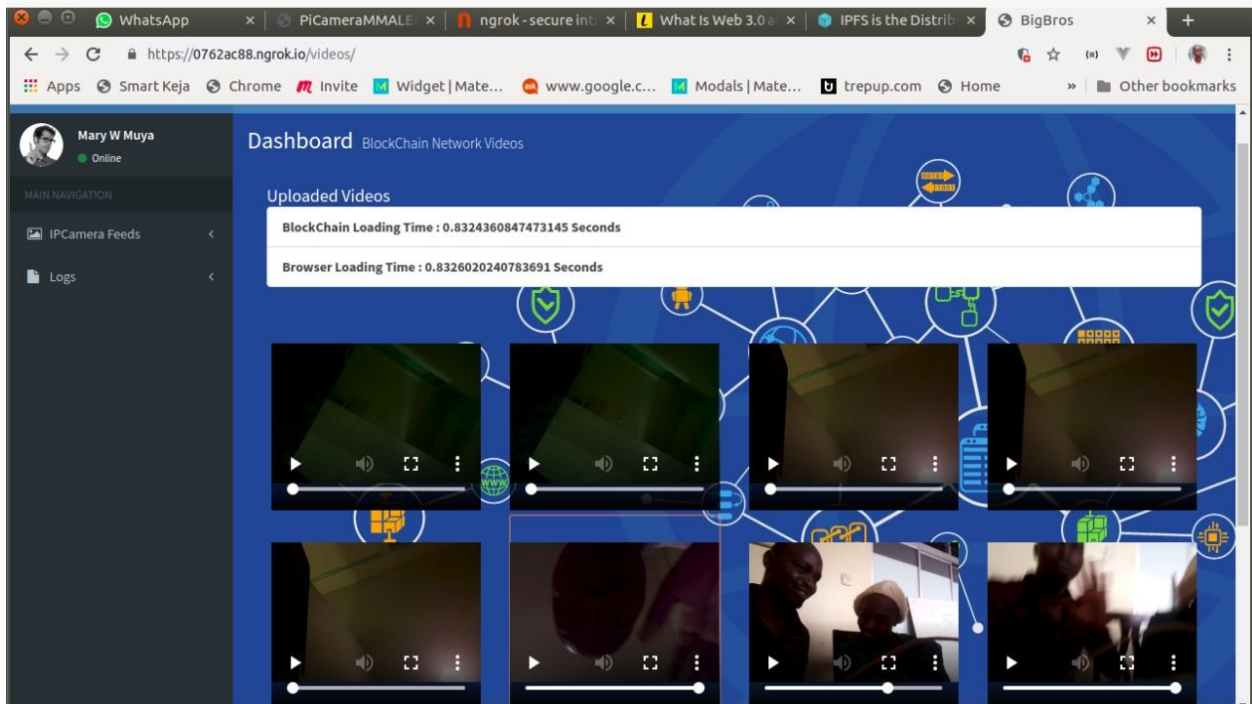 WhatsApp
PiCameraMMALE
ngrok - secure int
What Is Web 3.0 a
IPFS is the Distrib
BigBros
https://0762ac88.ngrok.io/videos/
Apps
Smart Keja
Chrome
Invite
Widget | Mate...
www.google.c...
Modals | Mate...
trepup.com
Home
»
Other bookmarks
Mary W Muya
Online
MAIN NAVIGATION
IPCamera Feeds
Logs
Dashboard BlockChain Network Videos
Uploaded Videos
BlockChain Loading Time : 0.8324360847473145 Seconds
Browser Loading Time : 0.8326020240783691 Seconds
www